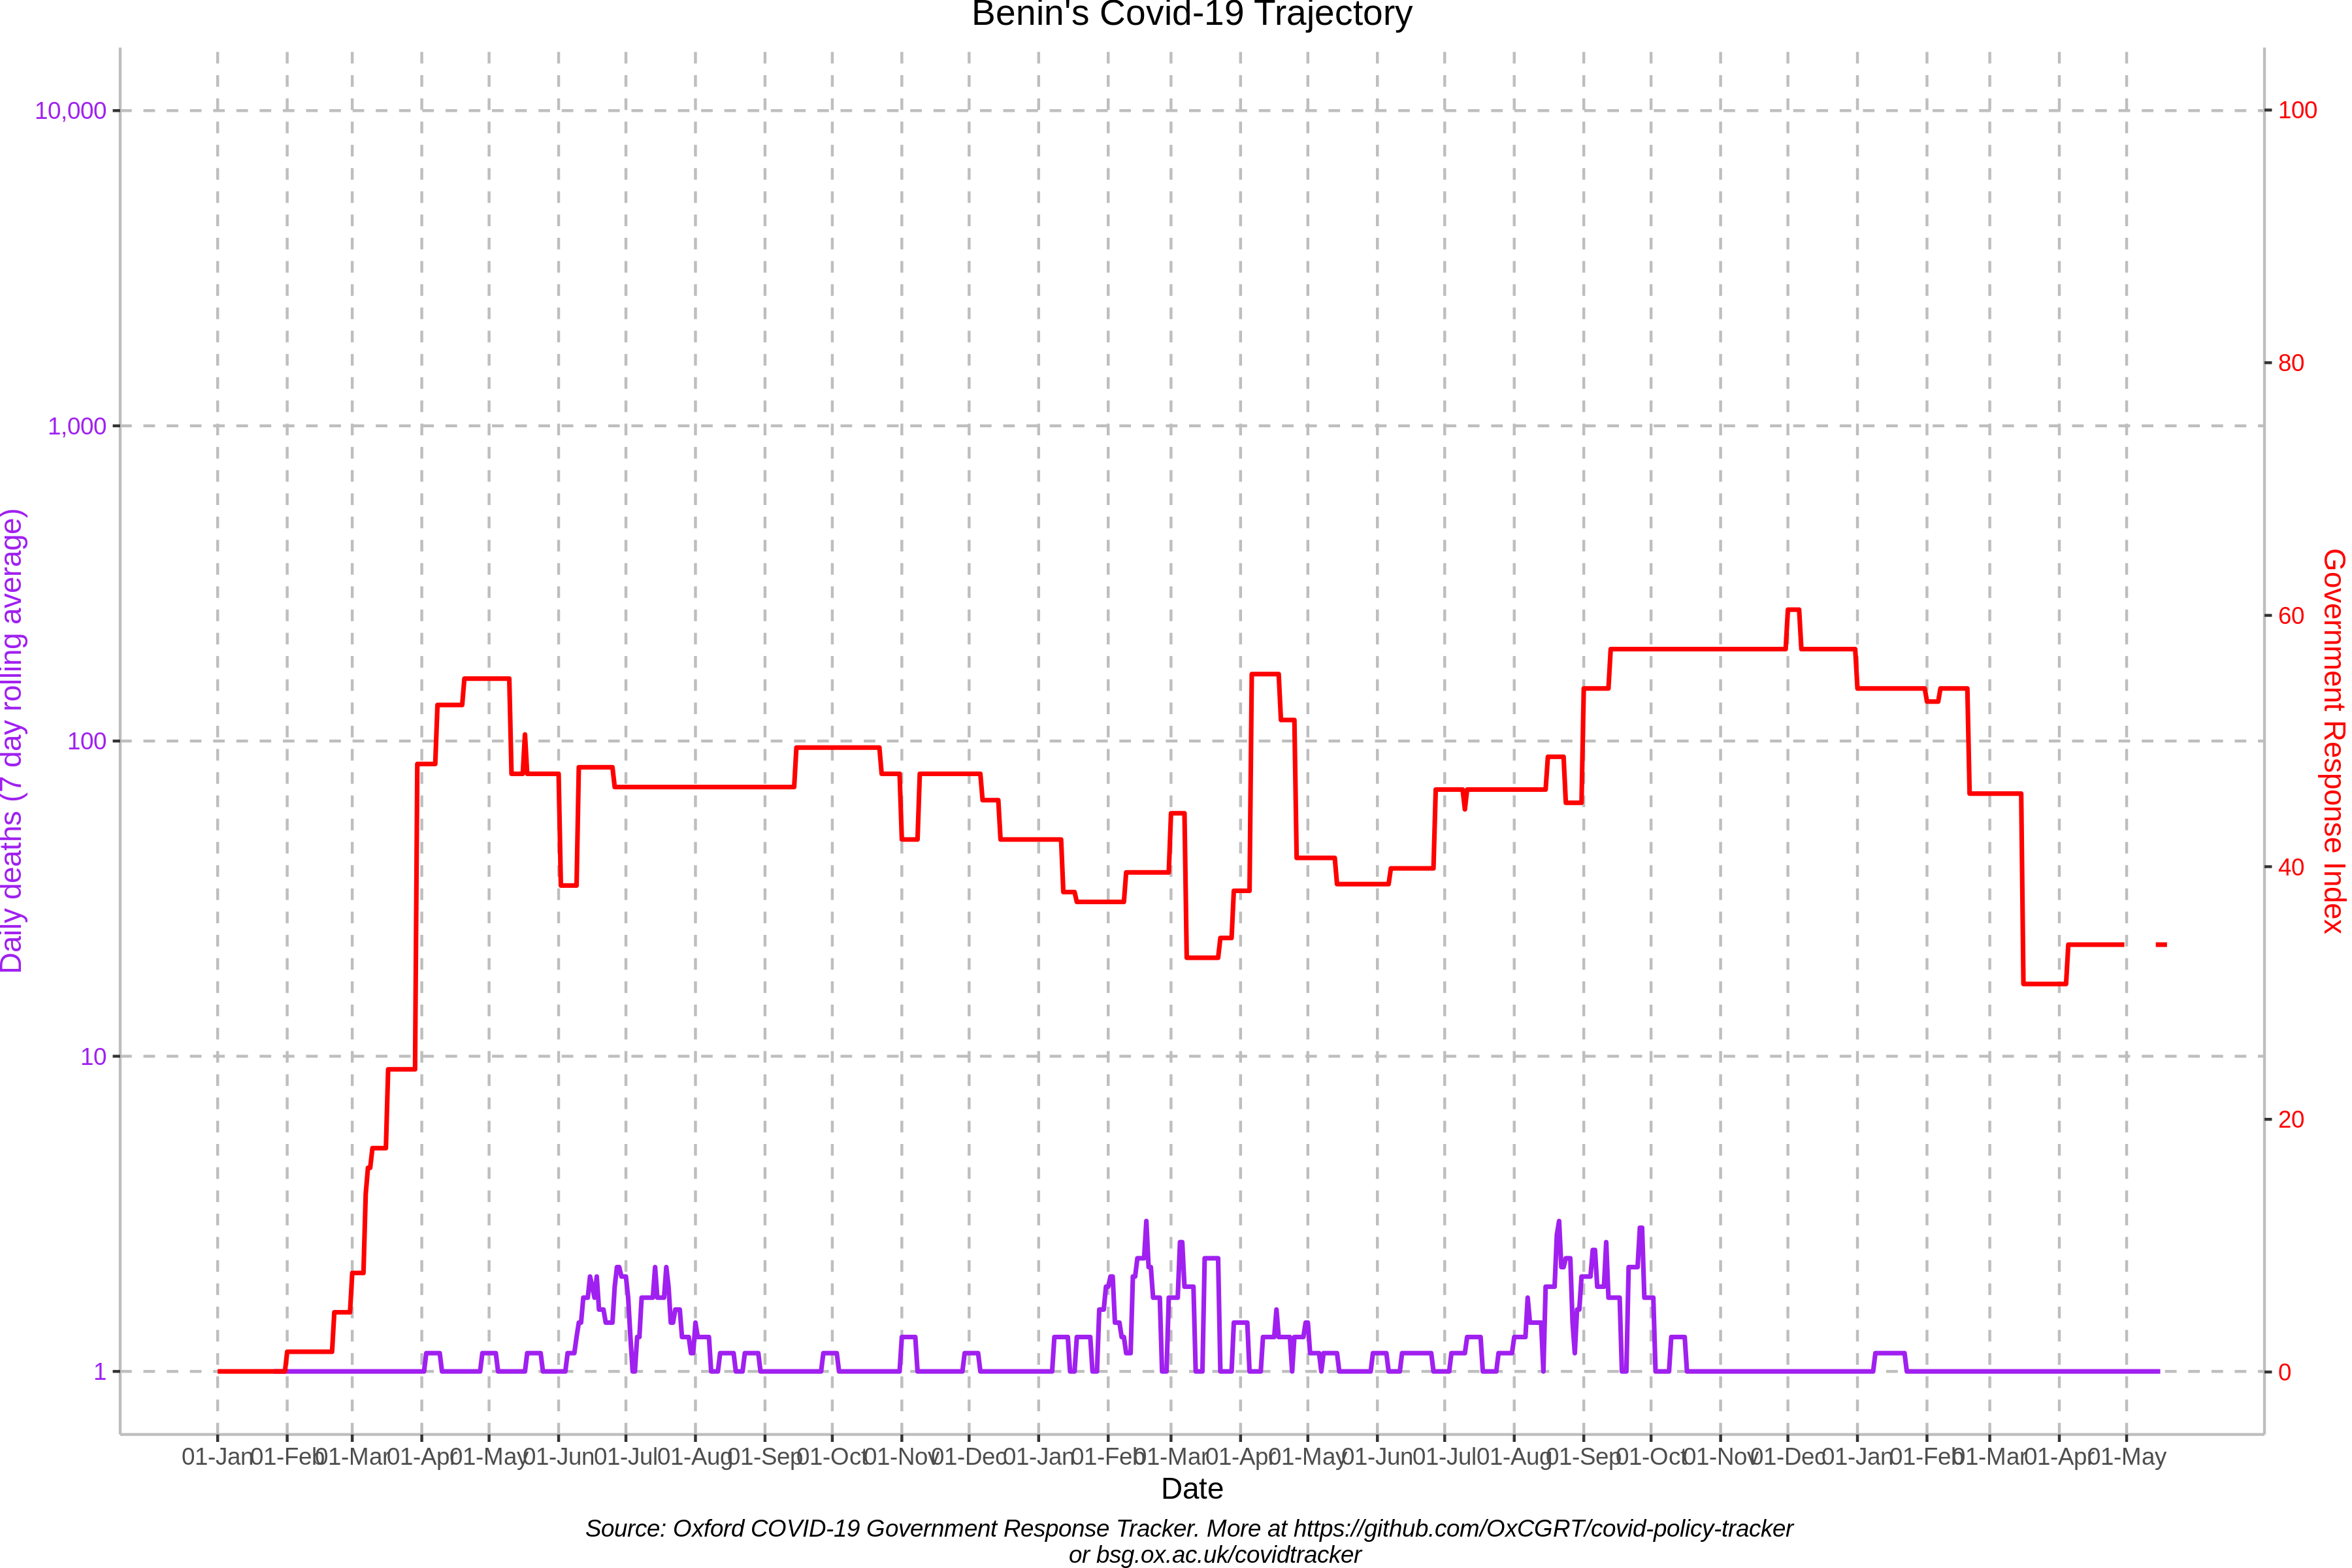 Benin's Covid-19 Trajectory
10,000
1,000
100
10
1
Daily deaths (7 day rolling average)
100
80
60
40
20
0
Government Response Index
01-Jan 01-Feb 01-Mar 01-Apr 01-May 01-Jun 01-Jul 01-Aug 01-Sep 01-Oct 01-Nov 01-Dec 01-Jan 01-Feb 01-Mar 01-Apr 01-May 01-Jun 01-Jul 01-Aug 01-Sep 01-Oct 01-Nov 01-Dec 01-Jan 01-Feb 01-Mar 01-Apr 01-May
Date
Source: Oxford COVID-19 Government Response Tracker. More at https://github.com/OxCGRT/covid-policy-tracker
or bsg.ox.ac.uk/covidtracker